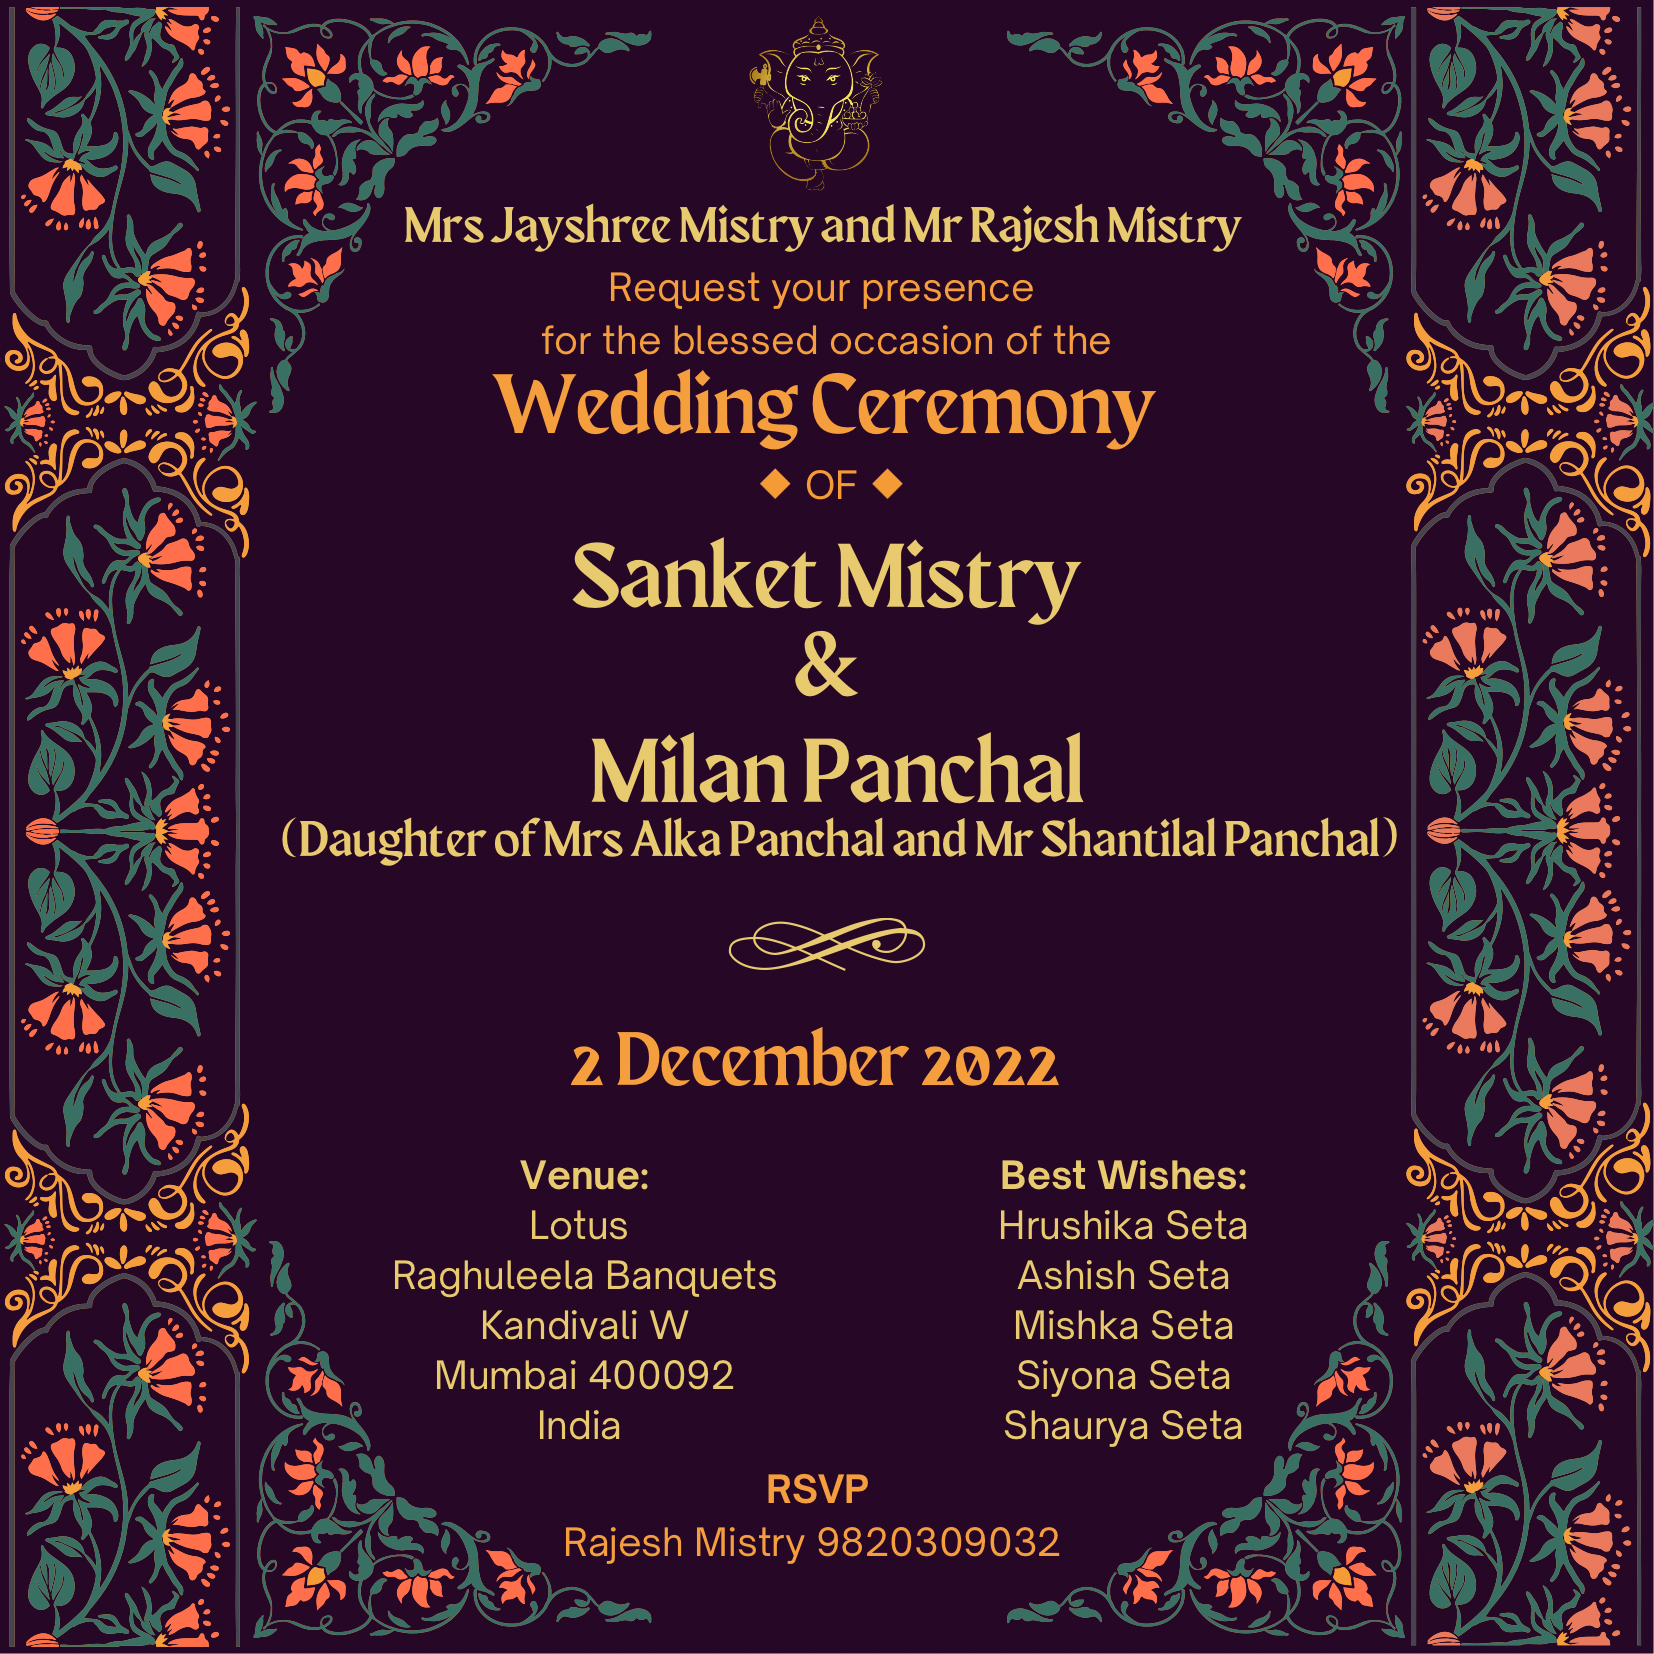 Mrs Jayshree Mistry and Mr Rajesh Mistry
Request your presence
for the blessed occasion of the
Wedding Ceremony
◆ OF ◆
Sanket Mistry
&
Milan Panchal
(Daughter of Mrs Alka Panchal and Mr Shantilal Panchal)
2 December 2022
Venue:
Lotus
Raghuleela Banquets
Kandivali W
Mumbai 400092
India
Best Wishes:
Hrushika Seta
Ashish Seta
Mishka Seta
Siyona Seta
Shaurya Seta
RSVP
Rajesh Mistry 9820309032